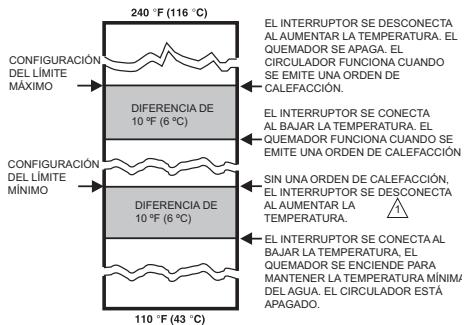 240 °F (116 °C)
CONFIGURACIÓN
DEL LÍMITE
MÁXIMO
DIFERENCIA DE
10 ºF (6 ºC)
EL INTERRUPTOR SE DESCONECTA
AL AUMENTAR LA TEMPERATURA. EL
QUEMADOR SE APAGA. EL
CIRCULADOR FUNCIONA CUANDO
SE EMITE UNA ORDEN DE
CALEFACCIÓN.
EL INTERRUPTOR SE CONECTA
AL BAJAR LA TEMPERATURA. EL
QUEMADOR FUNCIONA CUANDO SE
EMITE UNA ORDEN DE CALEFACCIÓN
CONFIGURACIÓN
DEL LÍMITE
MÍNIMO
DIFERENCIA DE
10 ºF (6 ºC)
SIN UNA ORDEN DE CALEFACCIÓN,
EL INTERRUPTOR SE DESCONECTA
AL AUMENTAR LA
TEMPERATURA.
1
EL INTERRUPTOR SE CONECTA AL
BAJAR LA TEMPERATURA, EL
QUEMADOR SE ENCIENDE PARA
MANTENER LA TEMPERATURA MÍNIMA
DEL AGUA. EL CIRCULADOR ESTÁ
APAGADO.
110 °F (43 °C)